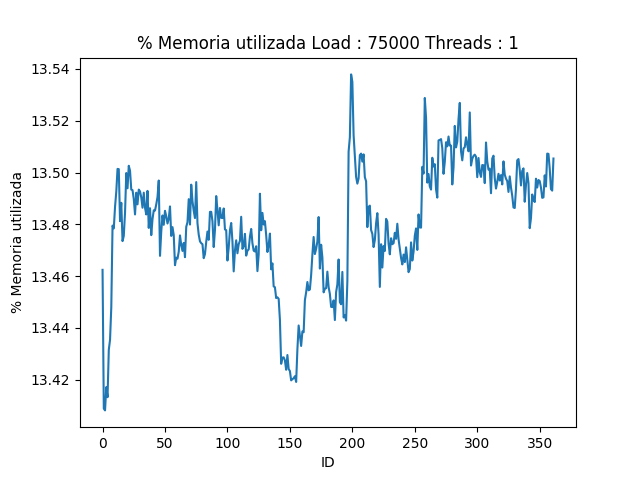 % Memoria utilizada Load : 75000 Threads : 1
13.54
13.52
13.50
13.48
13.46
13.44
13.42
% Memoria utilizada
0 50 100 150 200 250 300 350
ID